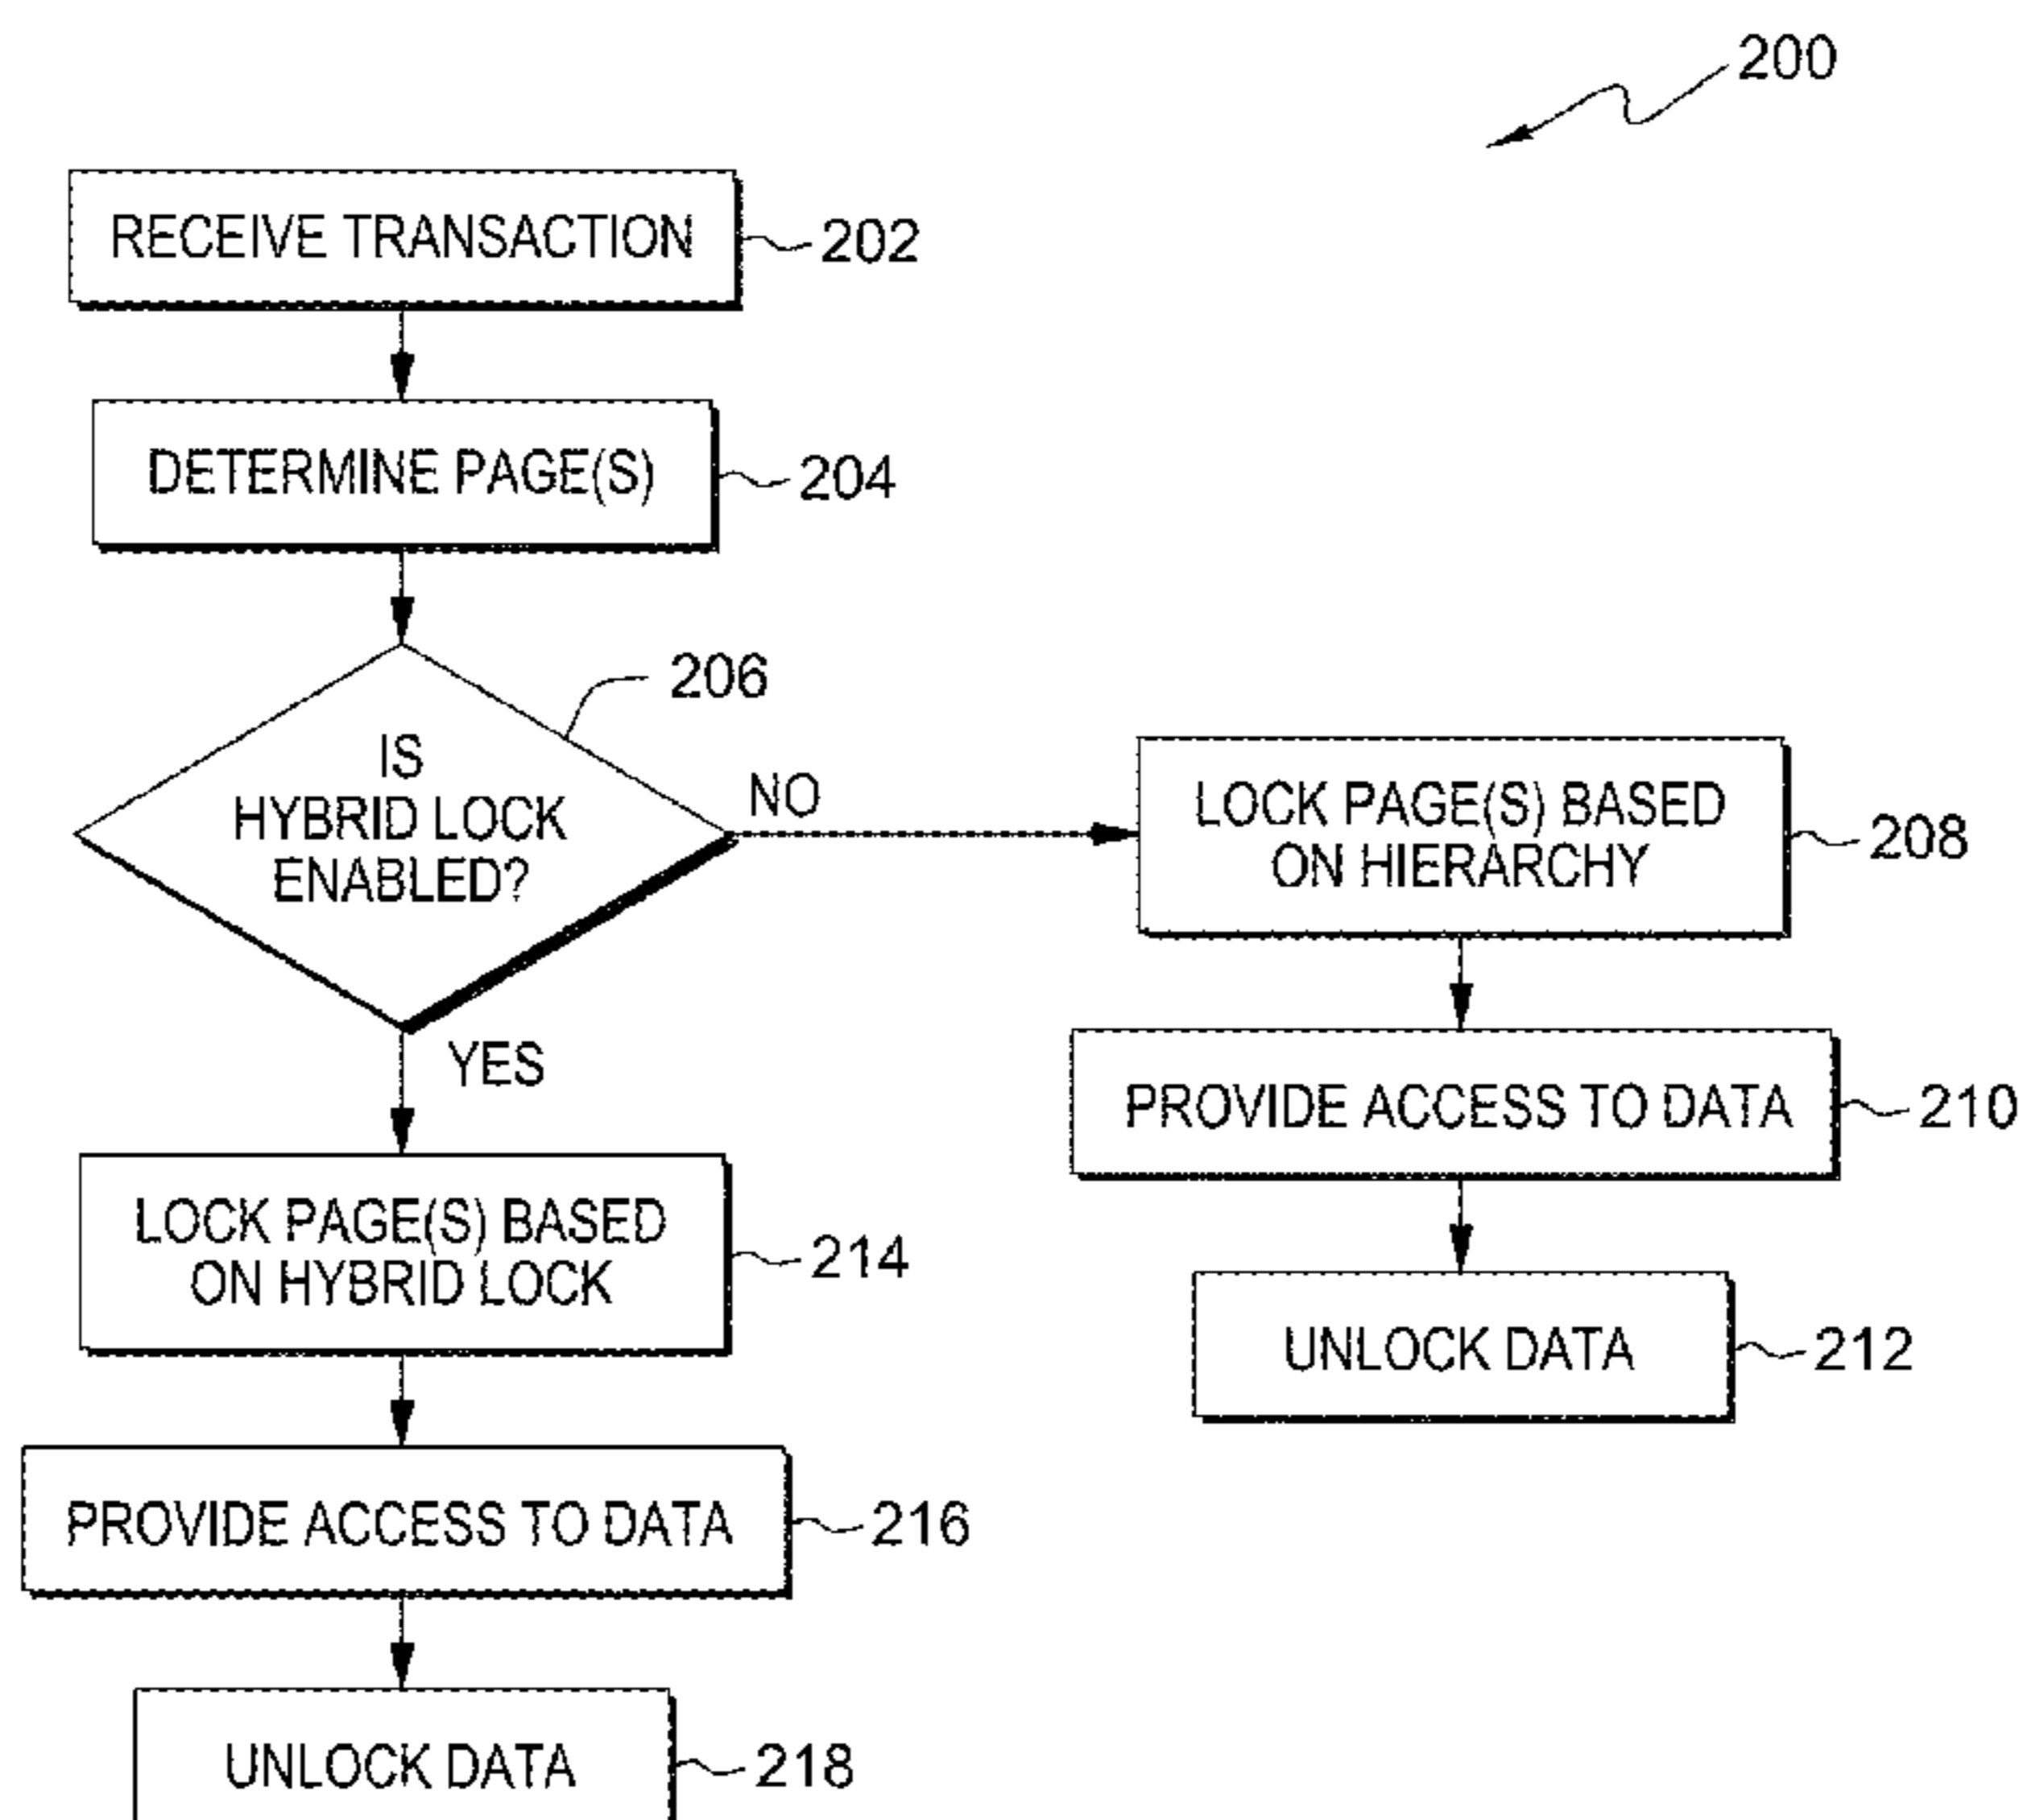 200
RECEIVE TRANSACTION
202
DETERMINE PAGE(S)
204
206
IS
HYBRID LOCK
ENABLED?
NO
YES
LOCK PAGE(S) BASED
ON HIERARCHY
208
PROVIDE ACCESS TO DATA
210
UNLOCK DATA
212
LOCK PAGE(S) BASED
ON HYBRID LOCK
214
PROVIDE ACCESS TO DATA
216
UNLOCK DATA
218